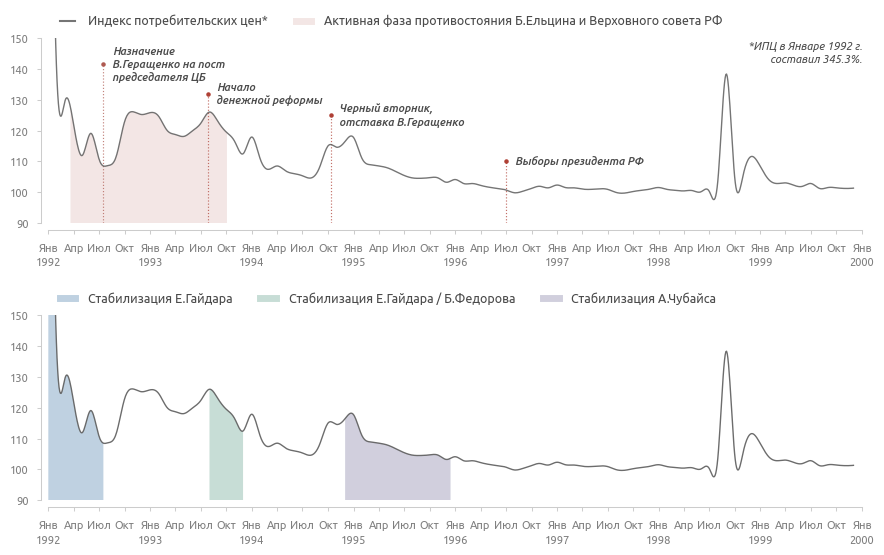 Индекс потребительских цен*
Активная фаза противостояния Б.Ельцина и Верховного совета РФ
*ИПЦ в Январе 1992 г.
составил 345.3%.
Назначение
В.Геращенко на пост
председателя ЦБ
Начало
денежной реформы
Черный вторник,
отставка В.Геращенко
Выборы президента РФ
150
140
130
120
110
100
90
Янв Апр Июл Окт Янв Апр Июл Окт Янв Апр Июл Окт Янв Апр Июл Окт Янв Апр Июл Окт Янв Апр Июл Окт Янв Апр Июл Окт Янв Апр Июл Окт Янв
1992 1993 1994 1995 1996 1997 1998 1999 2000
Стабилизация Е.Гайдара
Стабилизация Е.Гайдара / Б.Федорова
Стабилизация А.Чубайса
150
140
130
120
110
100
90
Янв Апр Июл Окт Янв Апр Июл Окт Янв Апр Июл Окт Янв Апр Июл Окт Янв Апр Июл Окт Янв Апр Июл Окт Янв Апр Июл Окт Янв Апр Июл Окт Янв
1992 1993 1994 1995 1996 1997 1998 1999 2000